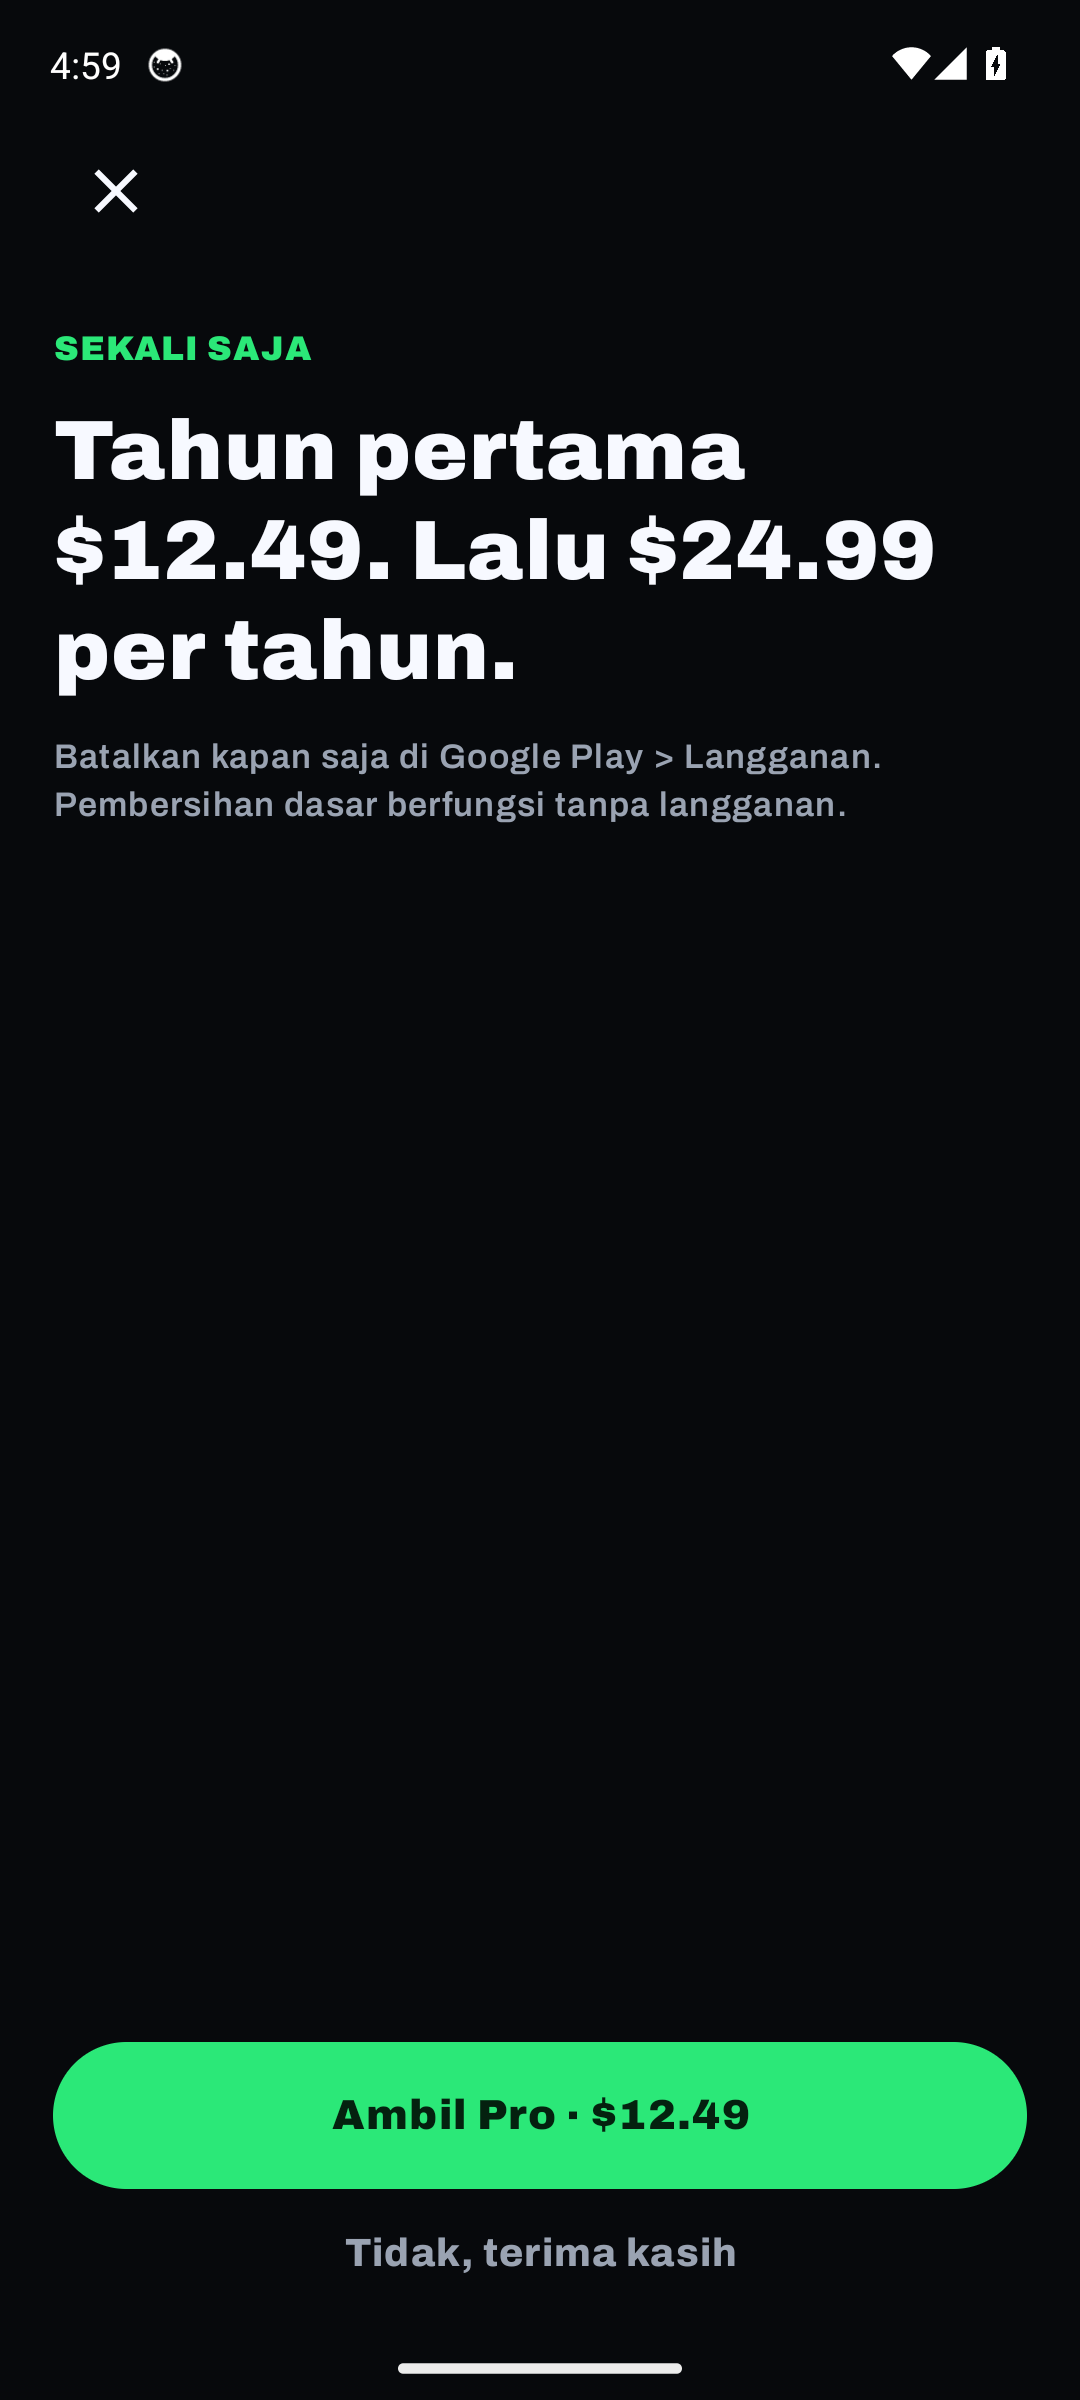 4:59
SEKALI SAJA
Tahun pertama
$12.49. Lalu $24.99
per tahun.
Batalkan kapan saja di Google Play > Langganan.
Pembersihan dasar berfungsi tanpa langganan.
Ambil Pro · $12.49
Tidak, terima kasih